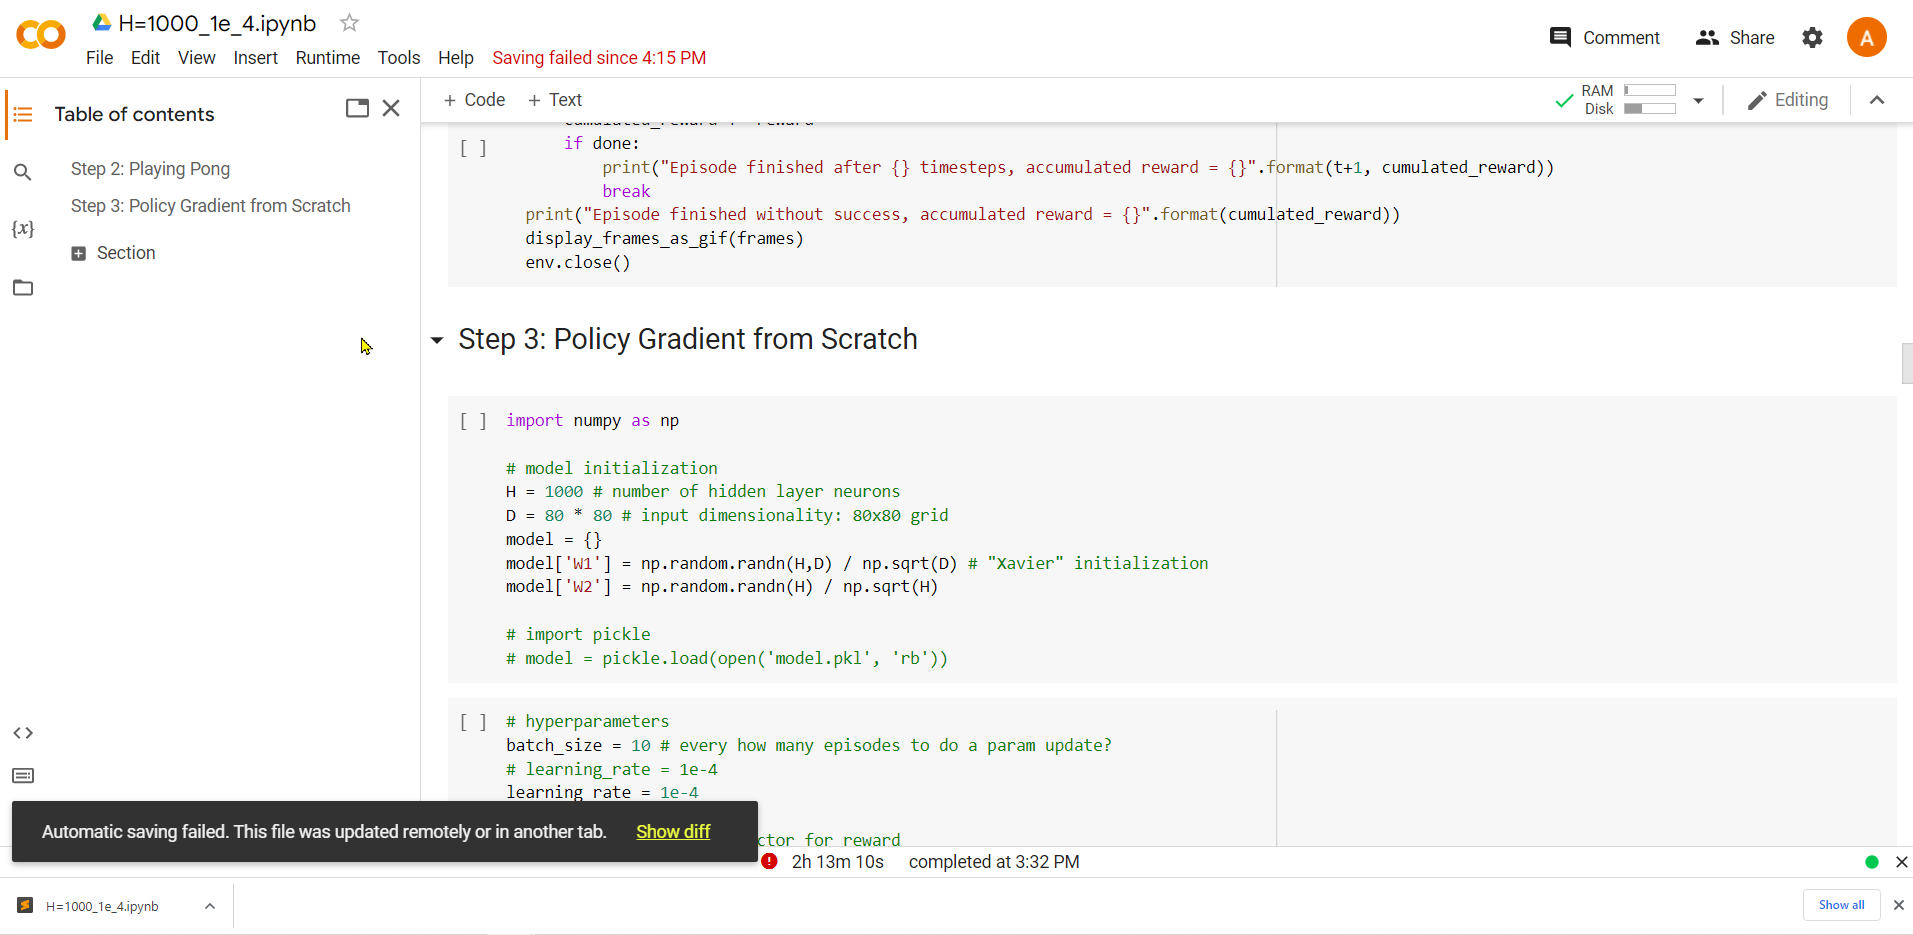 H=1000_1e_4.ipynb
File Edit View Insert Runtime Tools Help Saving failed since 4:15 PM
Comment Share A
Table of contents
+ Code + Text
RAM
Disk
Editing
Step 2: Playing Pong
Step 3: Policy Gradient from Scratch
Section
{x}
[ ] if done:
print("Episode finished after {} timesteps, accumulated reward = {}".format(t+1, cumulated_reward))
break
print("Episode finished without success, accumulated reward = {}".format(cumulated_reward))
display_frames_as_gif(frames)
env.close()
Step 3: Policy Gradient from Scratch
[ ] import numpy as np
# model initialization
H = 1000 # number of hidden layer neurons
D = 80 * 80 # input dimensionality: 80x80 grid
model = {}
model['W1'] = np.random.randn(H,D) / np.sqrt(D) # "Xavier" initialization
model['W2'] = np.random.randn(H) / np.sqrt(H)
# import pickle
# model = pickle.load(open('model.pkl', 'rb'))
[ ] # hyperparameters
batch_size = 10 # every how many episodes to do a param update?
# learning_rate = 1e-4
learning_rate = 1e-4
ctor for reward
Automatic saving failed. This file was updated remotely or in another tab. Show diff
2h 13m 10s completed at 3:32 PM
H=1000_1e_4.ipynb
Show all